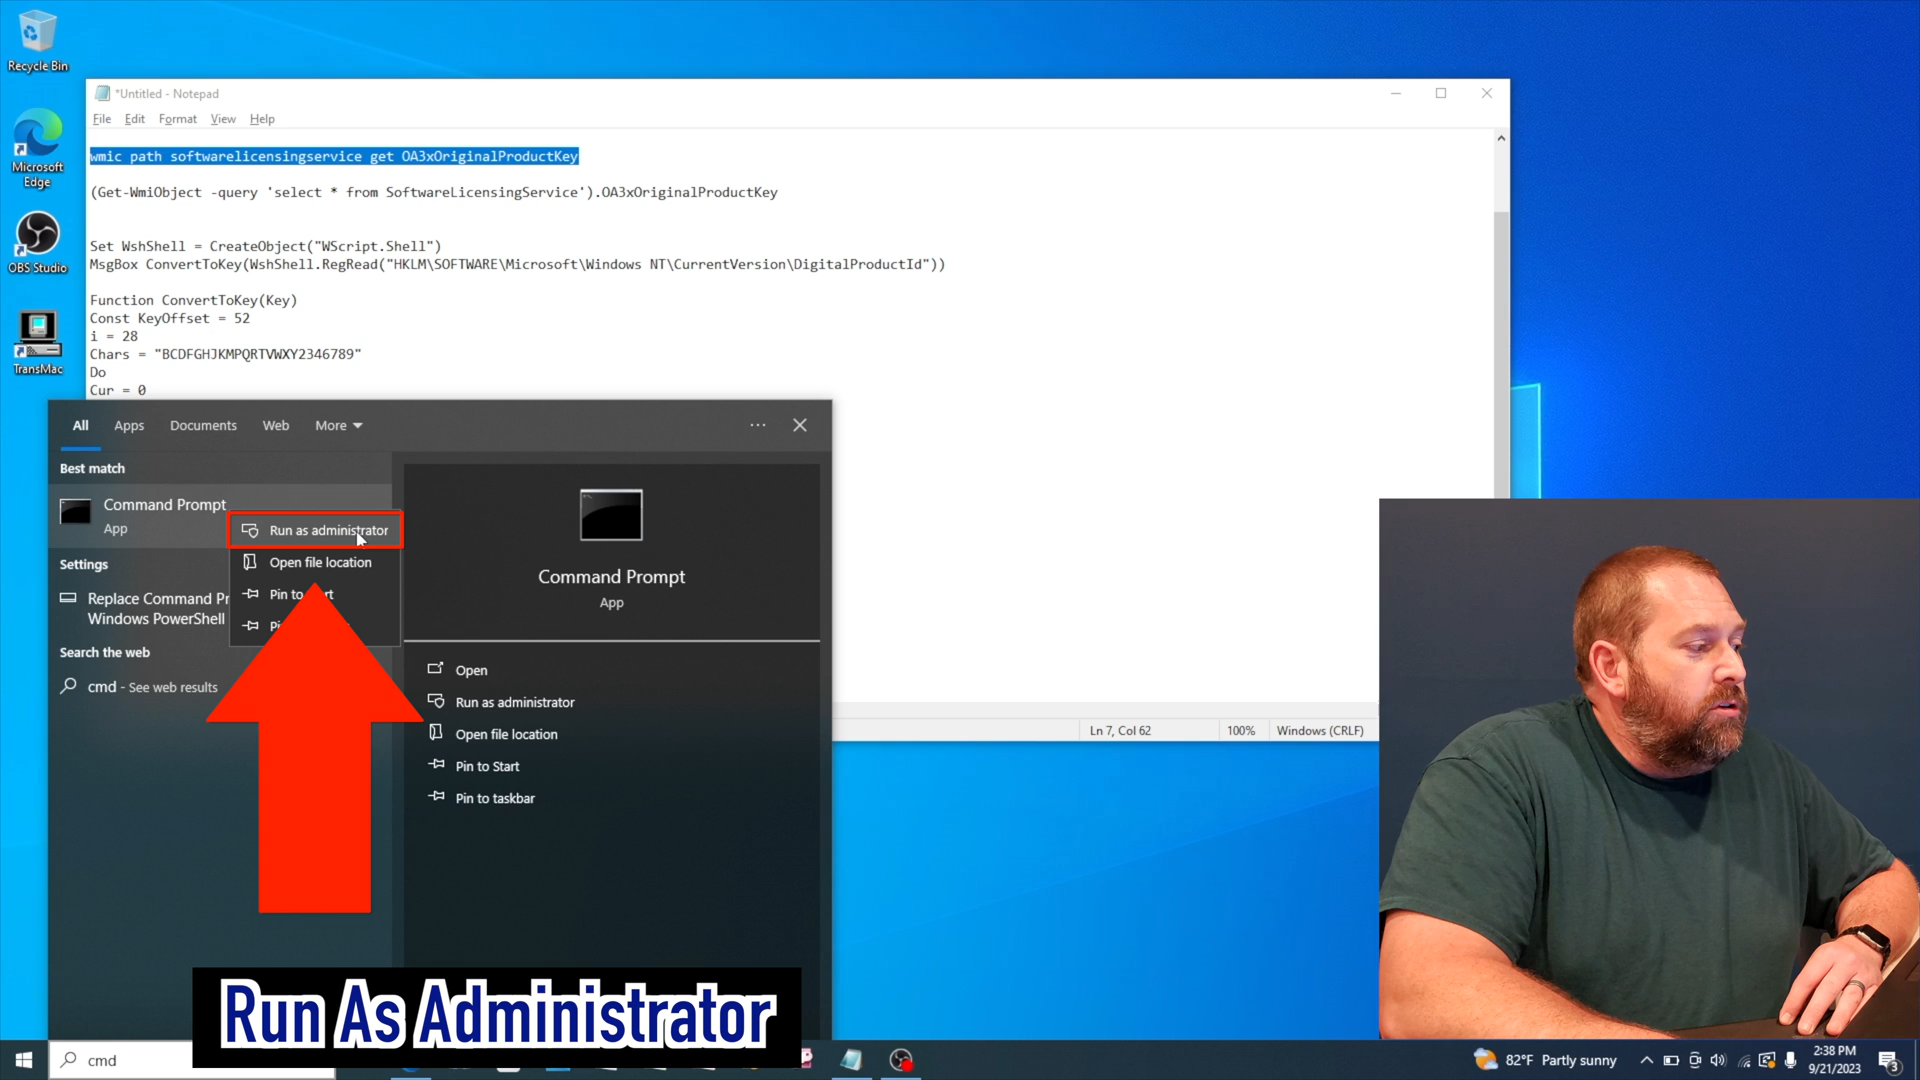 Recycle Bin
Microsoft
Edge
OBS Studio
TransMac
*Untitled - Notepad
File Edit Format View Help
wmic path softwarelicensingservice get OA3xOriginalProductKey
(Get-WmiObject -query 'select * from SoftwareLicensingService').OA3xOriginalProductKey
Set WshShell = CreateObject("WScript.Shell")
MsgBox ConvertToKey(WshShell.RegRead("HKLM\SOFTWARE\Microsoft\Windows NT\CurrentVersion\DigitalProductId"))
Function ConvertToKey(Key)
Const KeyOffset = 52
i = 28
Chars = "BCDFGHJKMPQRTVWXY2346789"
Do
Cur = 0
All Apps Documents Web More
Best match
Command Prompt
App
Run as administrator
Open file location
Pin to
Settings
Replace Command Pr
Windows PowerShell
Search the web
cmd - See web results
Command Prompt
App
Open
Run as administrator
Open file location
Pin to Start
Pin to taskbar
Ln 7, Col 62 100% Windows (CRLF)
Run As Administrator
cmd
82°F Partly sunny
2:38 PM
9/21/2023
3